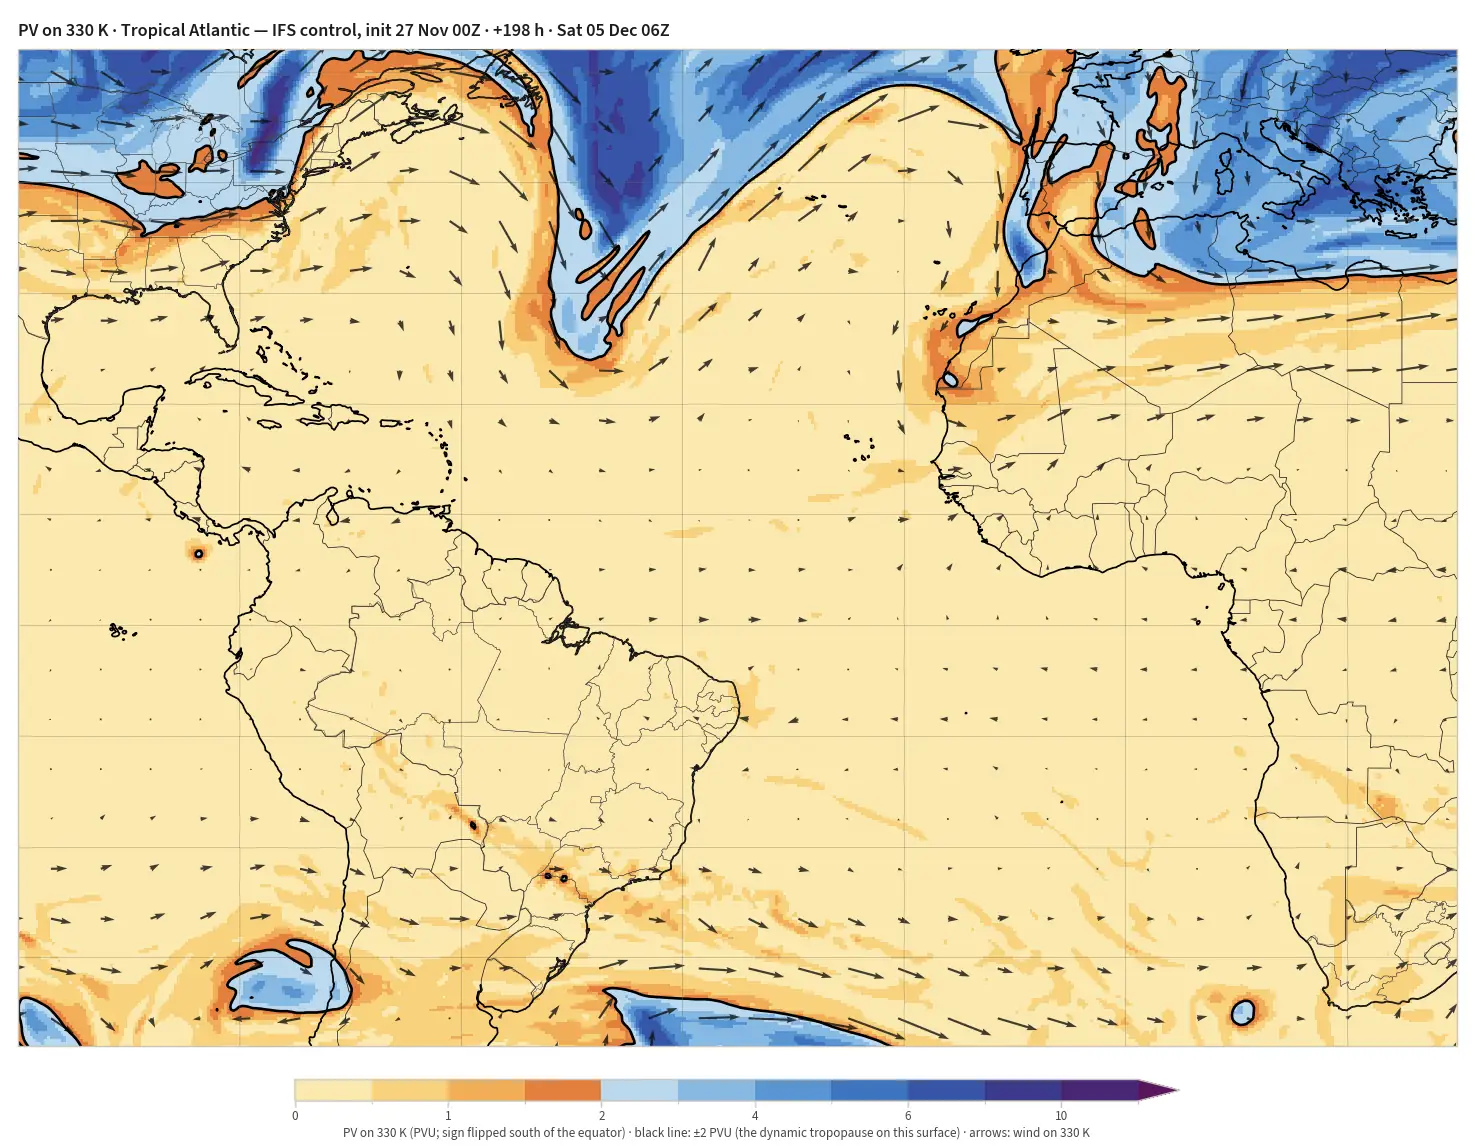 PV on 330 K · Tropical Atlantic — IFS control, init 27 Nov 00Z · +198 h · Sat 05 Dec 06Z
0 1 2 4 6 10
PV on 330 K (PVU; sign flipped south of the equator) · black line: ±2 PVU (the dynamic tropopause on this surface) · arrows: wind on 330 K